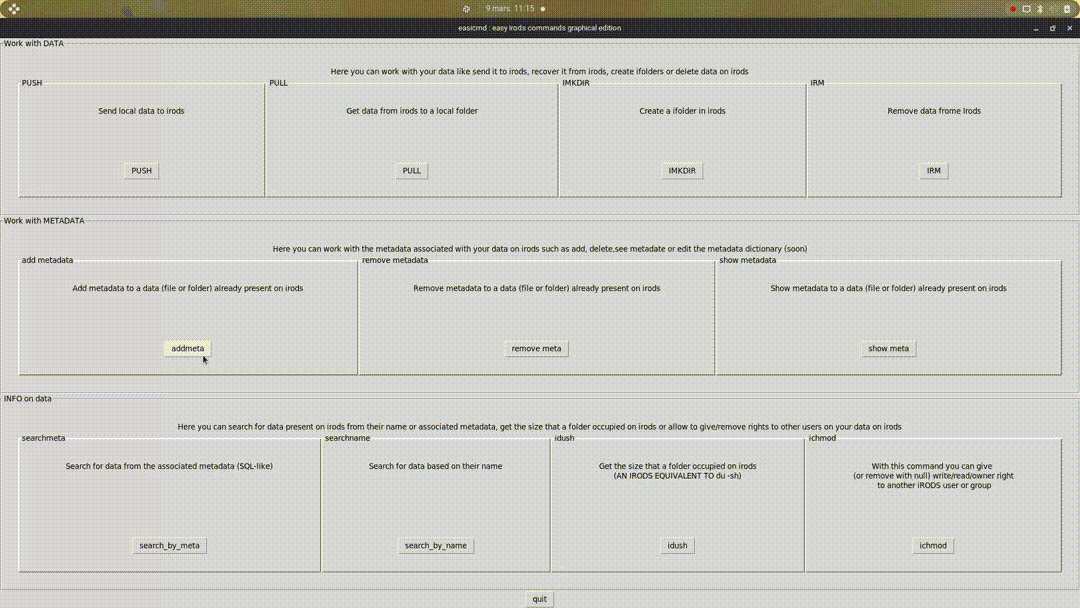 9 mars, 11:15
easicmd : easy irods commands graphical edition
Work with DATA
Here you can work with your data like send it to irods, recover it from irods, create ifolders or delete data on irods
PUSH
PULL
IMKDIR
IRM
Send local data to irods
Get data from irods to a local folder
Create a ifolder in irods
Remove data frome Irods
PUSH
PULL
IMKDIR
IRM
Work with METADATA
Here you can work with the metadata associated with your data on irods such as add, delete,see metadate or edit the metadata dictionary (soon)
add metadata
remove metadata
show metadata
Add metadata to a data (file or folder) already present on irods
Remove metadata to a data (file or folder) already present on irods
Show metadata to a data (file or folder) already present on irods
addmeta
remove meta
show meta
INFO on data
Here you can search for data present on irods from their name or associated metadata, get the size that a folder occupied on irods or allow to give/remove rights to other users on your data on irods
searchmeta
searchname
idush
ichmod
Search for data from the associated metadata (SQL-like)
Search for data based on their name
Get the size that a folder occupied on irods
(AN IRODS EQUIVALENT TO du -sh)
With this command you can give
(or remove with null) write/read/owner right
to another iRODS user or group
search_by_meta
search_by_name
idush
ichmod
quit